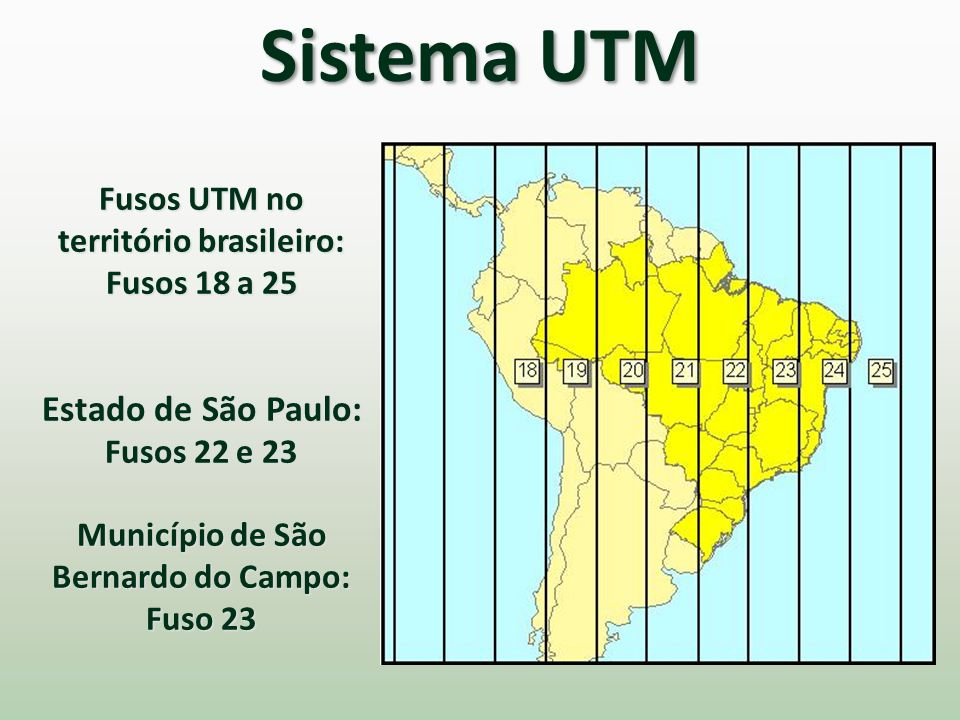 Sistema UTM
Fusos UTM no
território brasileiro:
Fusos 18 a 25
Estado de São Paulo:
Fusos 22 e 23
Município de São
Bernardo do Campo:
Fuso 23
18 19 20 21 22 23 24 25